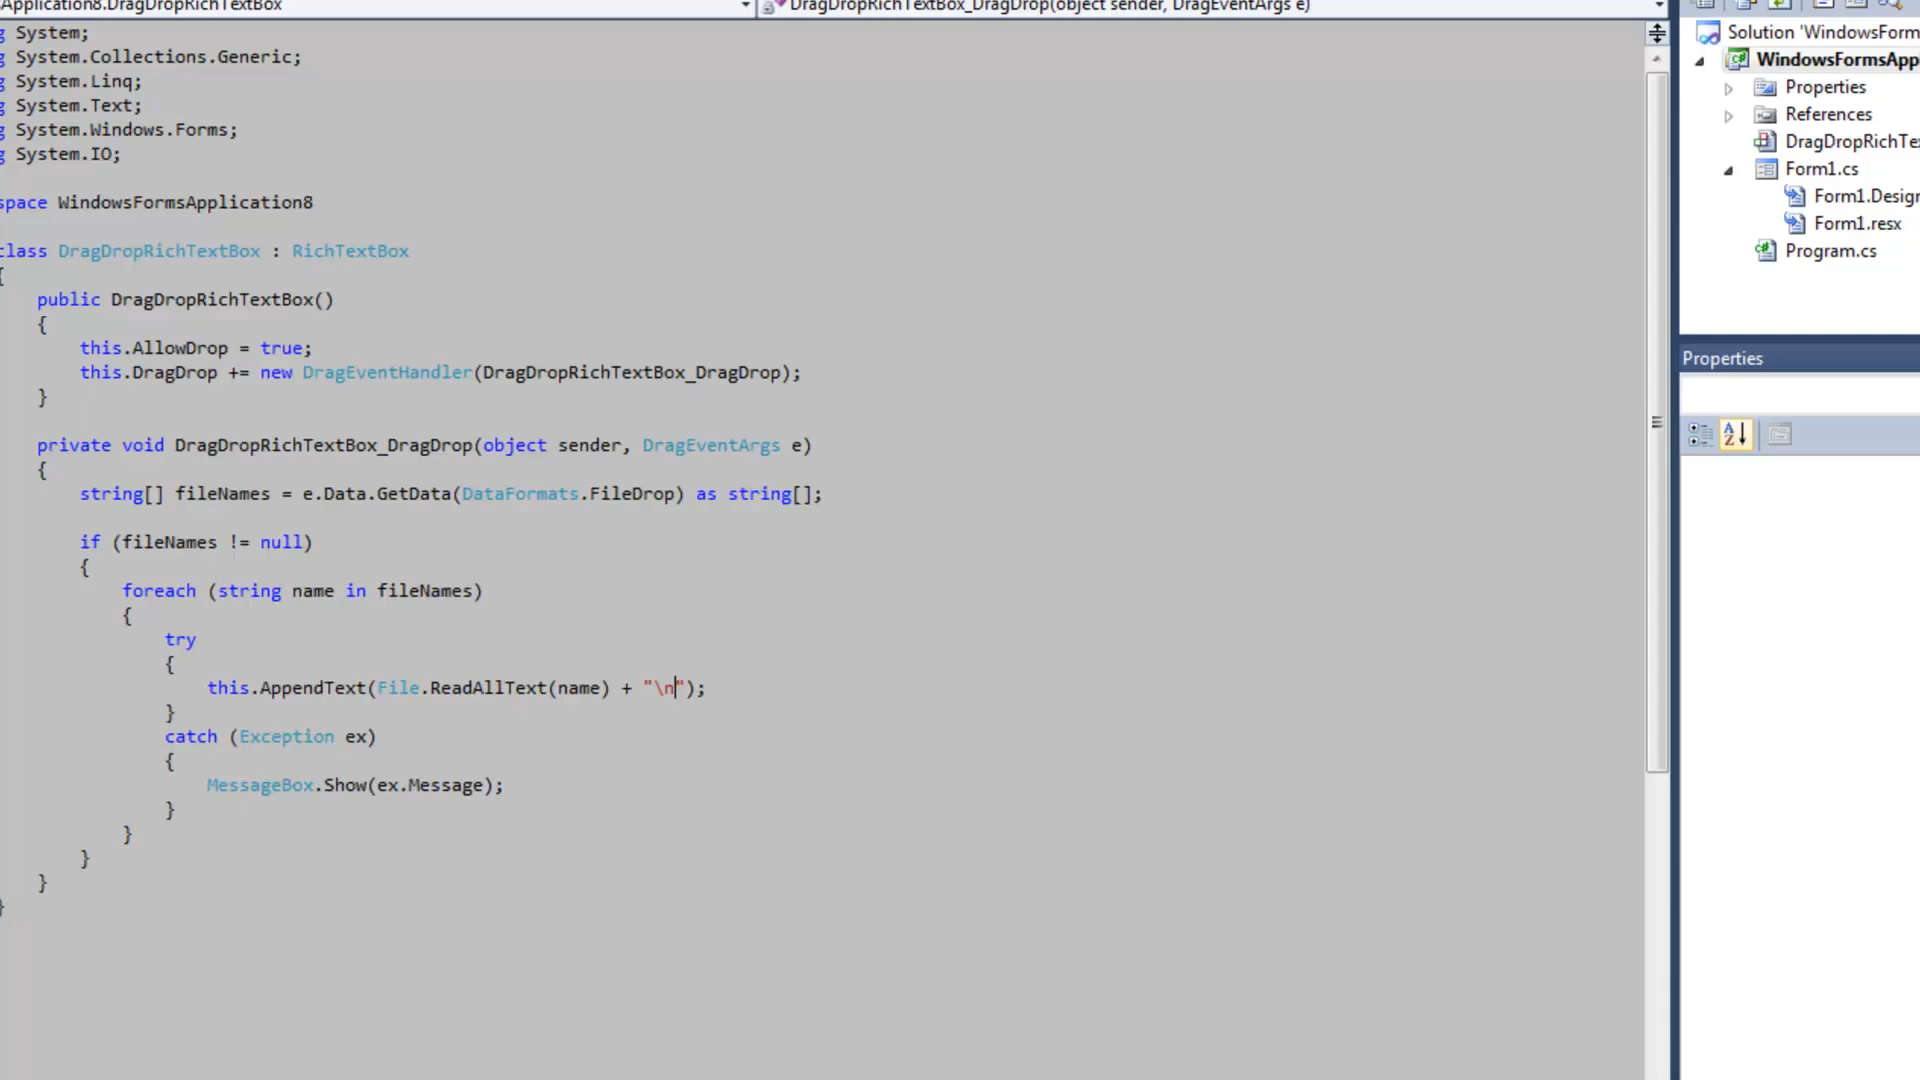 Application8.DragDropRichTextBox
DragDropRichTextBox_DragDrop(object sender, DragEventArgs e)
g System;
g System.Collections.Generic;
g System.Linq;
g System.Text;
g System.Windows.Forms;
g System.IO;
space WindowsFormsApplication8
class DragDropRichTextBox : RichTextBox
{
public DragDropRichTextBox()
{
this.AllowDrop = true;
this.DragDrop += new DragEventHandler(DragDropRichTextBox_DragDrop);
}
private void DragDropRichTextBox_DragDrop(object sender, DragEventArgs e)
{
string[] fileNames = e.Data.GetData(DataFormats.FileDrop) as string[];
if (fileNames != null)
{
foreach (string name in fileNames)
{
try
{
this.AppendText(File.ReadAllText(name) + "\n");
}
catch (Exception ex)
{
MessageBox.Show(ex.Message);
}
}
}
}
}
Solution 'WindowsForm
WindowsFormsAppl
Properties
References
DragDropRichTex
Form1.cs
Form1.Design
Form1.resx
Program.cs
Properties